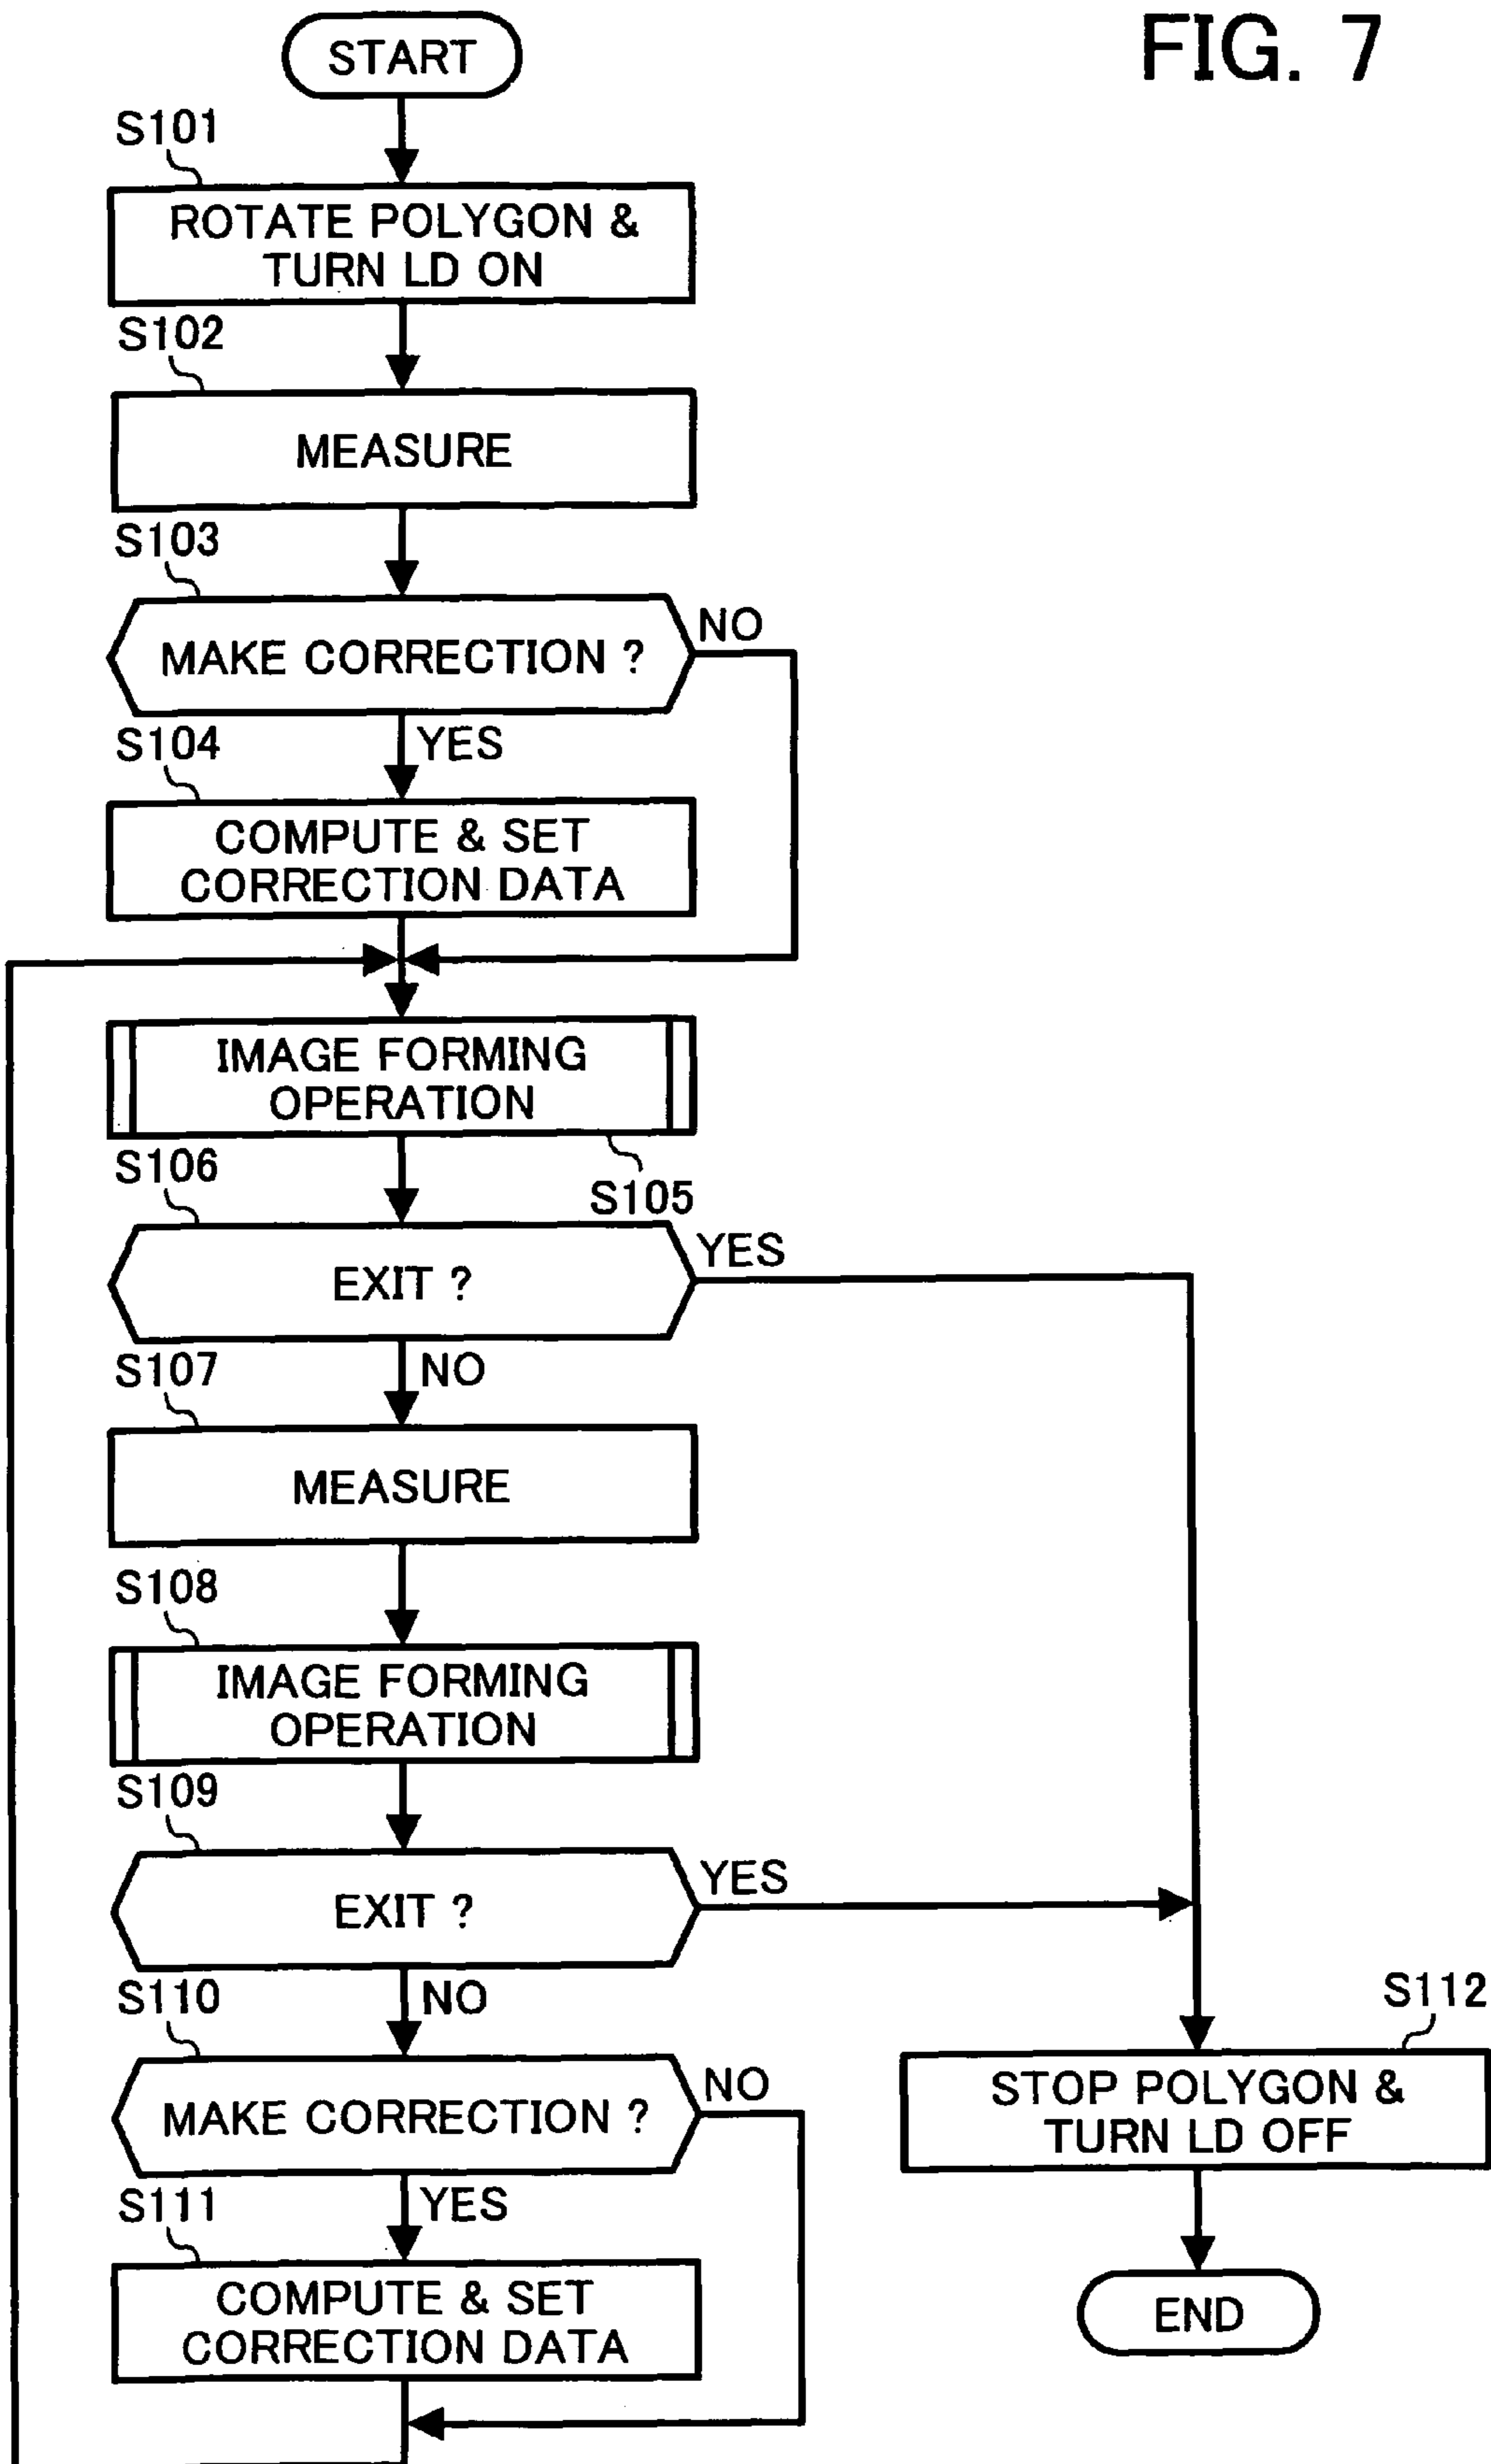 FIG. 7
START
S101
ROTATE POLYGON &
TURN LD ON
S102
MEASURE
S103
MAKE CORRECTION ?
NO
YES
S104
COMPUTE & SET
CORRECTION DATA
IMAGE FORMING
OPERATION
S105
S106
EXIT ?
YES
NO
S107
MEASURE
S108
IMAGE FORMING
OPERATION
S109
EXIT ?
YES
NO
S110
MAKE CORRECTION ?
NO
YES
S111
COMPUTE & SET
CORRECTION DATA
S112
STOP POLYGON &
TURN LD OFF
END